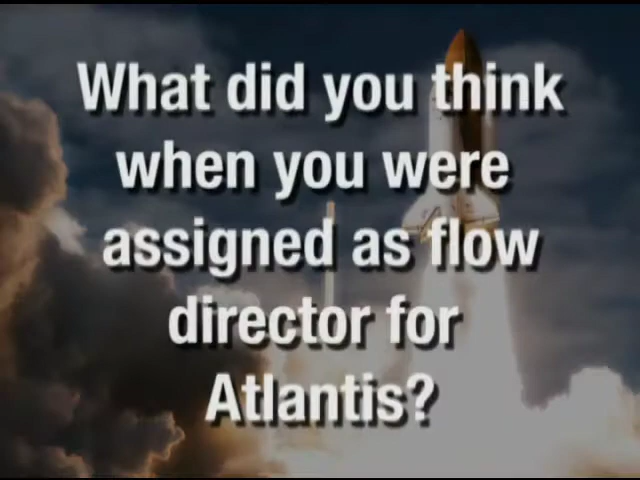 What did you think
when you were
assigned as flow
director for
Atlantis?